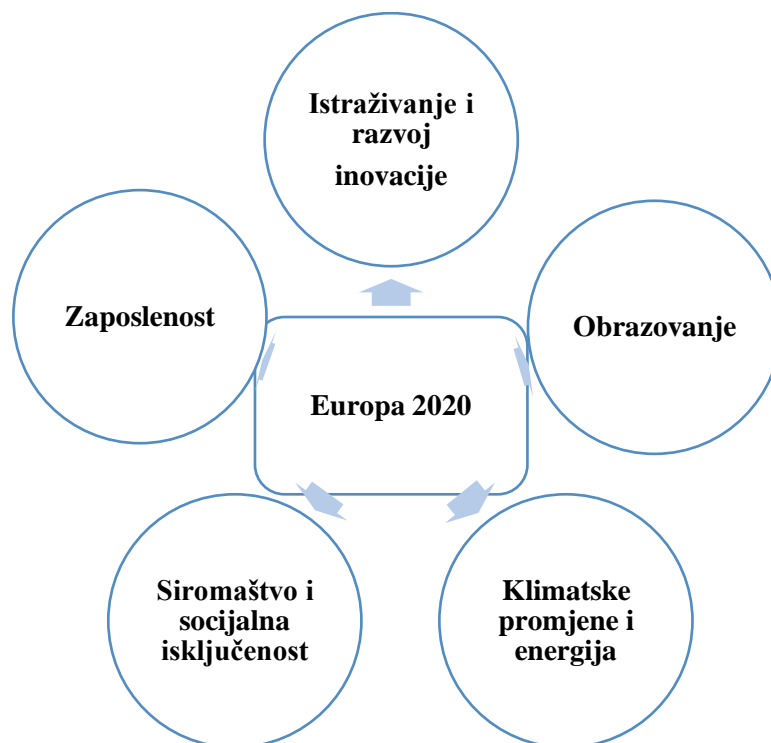 Istraživanje i
razvoj
inovacije
Zaposlenost
Obrazovanje
Europa 2020
Siromaštvo i
socijalna
isključenost
Klimatske
promjene i
energija